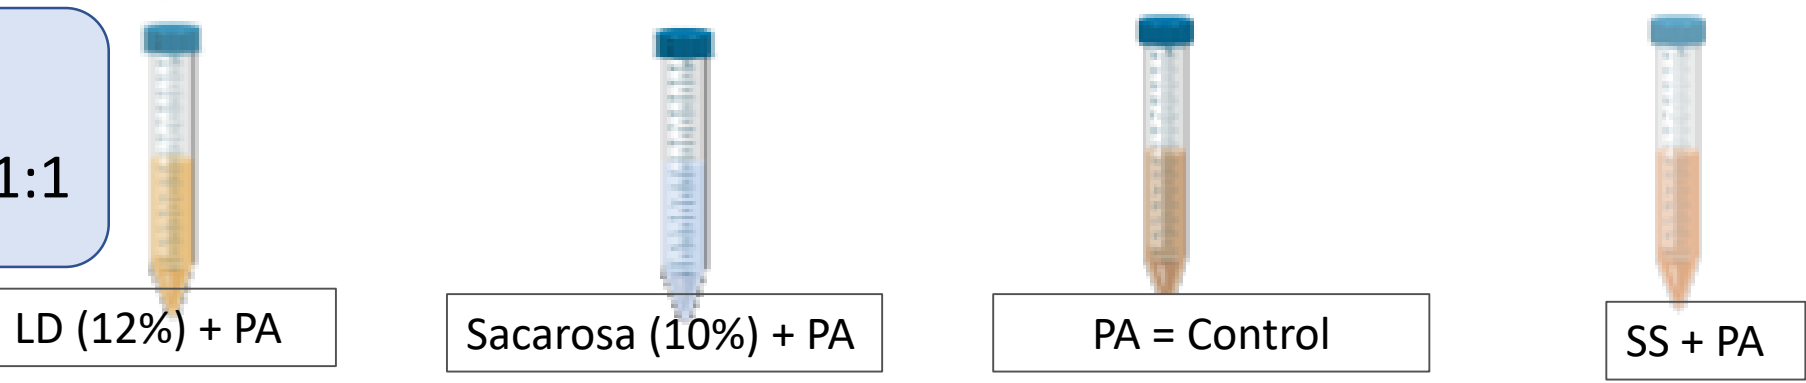 1:1
LD (12%) + PA
Sacarosa (10%) + PA
PA = Control
SS + PA